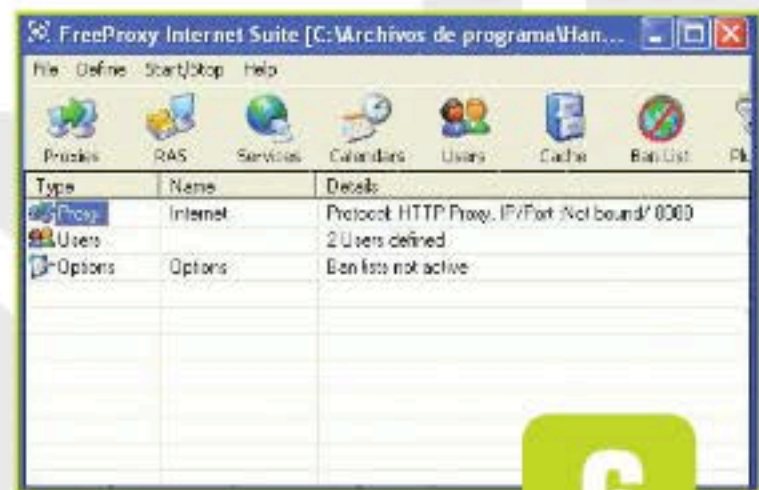 FreeProxy Internet Suite [C:\Archivos de programa\Han...
File Define Start/Stop Help
Proxies RAS Services Calendars Users Cache Ban List
Type Name Details
Proxy Internet Protocol: HTTP Proxy, IP/Port :Not bound/ 8080
Users 2 Users defined
Options Options Ban lists not active